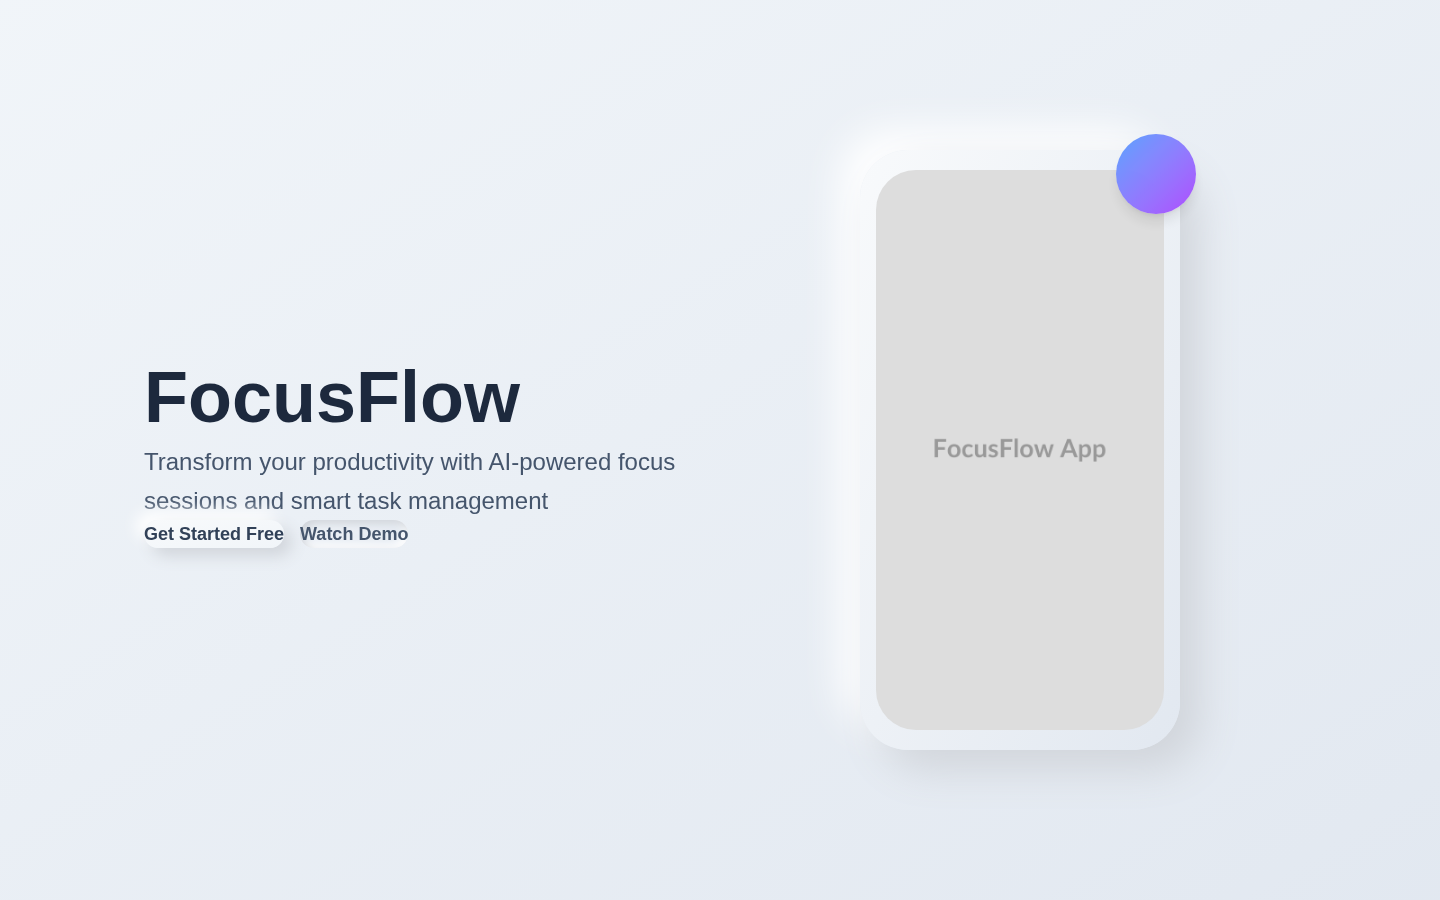 FocusFlow
Transform your productivity with AI-powered focus
sessions and smart task management
Get Started Free
Watch Demo
FocusFlow App